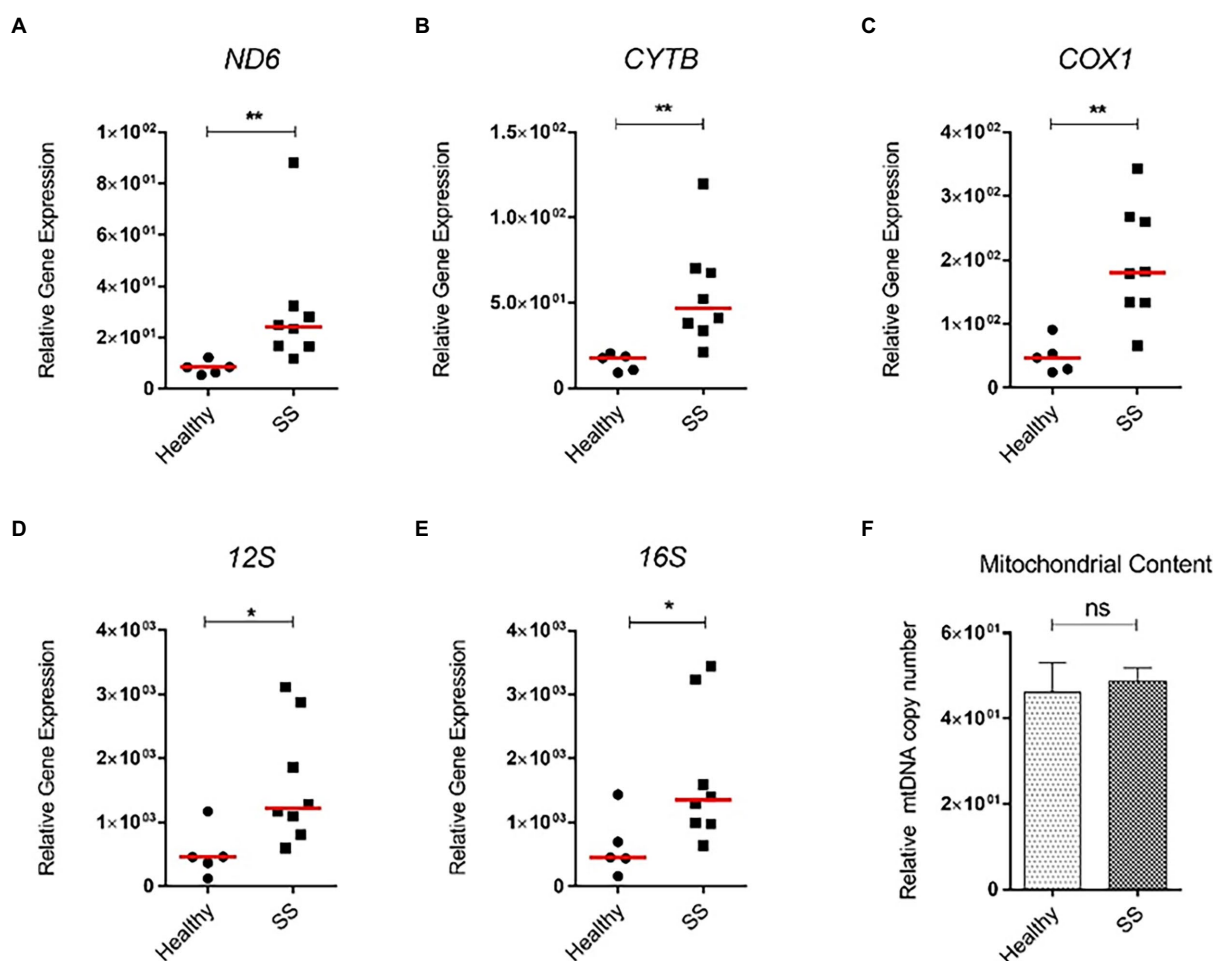 A
ND6
**
Relative Gene Expression
1×10⁰²
8×10⁰¹
6×10⁰¹
4×10⁰¹
2×10⁰¹
0
Healthy
SS
B
CYTB
**
Relative Gene Expression
1.5×10⁰²
1.0×10⁰²
5.0×10⁰¹
0
Healthy
SS
C
COX1
**
Relative Gene Expression
4×10⁰²
3×10⁰²
2×10⁰²
1×10⁰²
0
Healthy
SS
D
12S
*
Relative Gene Expression
4×10⁰³
3×10⁰³
2×10⁰³
1×10⁰³
0
Healthy
SS
E
16S
*
Relative Gene Expression
4×10⁰³
3×10⁰³
2×10⁰³
1×10⁰³
0
Healthy
SS
F
Mitochondrial Content
ns
Relative mtDNA copy number
6×10⁰¹
4×10⁰¹
2×10⁰¹
0
Healthy
SS